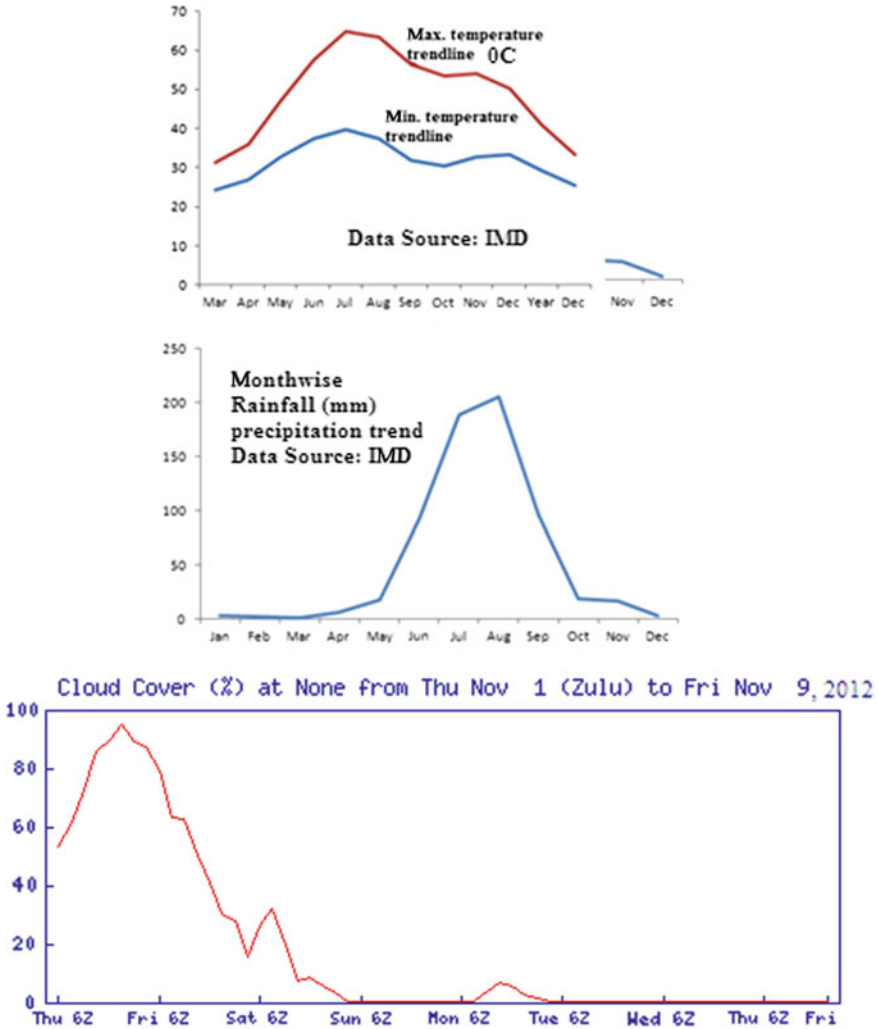 70
Max. temperature
trendline 0C
60
50
40
Min. temperature
trendline
30
20
Data Source: IMD
10
0
Mar Apr May Jun Jul Aug Sep Oct Nov Dec Year Dec
Nov Dec
250
Monthwise
Rainfall (mm)
precipitation trend
Data Source: IMD
200
150
100
50
0
Jan Feb Mar Apr May Jun Jul Aug Sep Oct Nov Dec
Cloud Cover (%) at None from Thu Nov 1 (Zulu) to Fri Nov 9, 2012
100
80
60
40
20
0
Thu 6Z Fri 6Z Sat 6Z Sun 6Z Mon 6Z Tue 6Z Wed 6Z Thu 6Z Fri